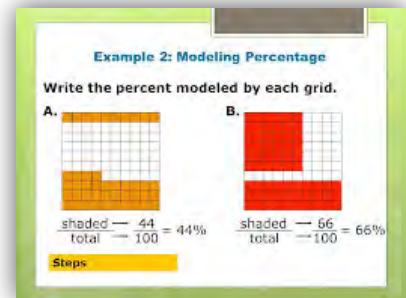 Example 2: Modeling Percentage
Write the percent modeled by each grid.
A. B.
shaded → 44 = 44%
total → 100
shaded → 66 = 66%
total → 100
Steps